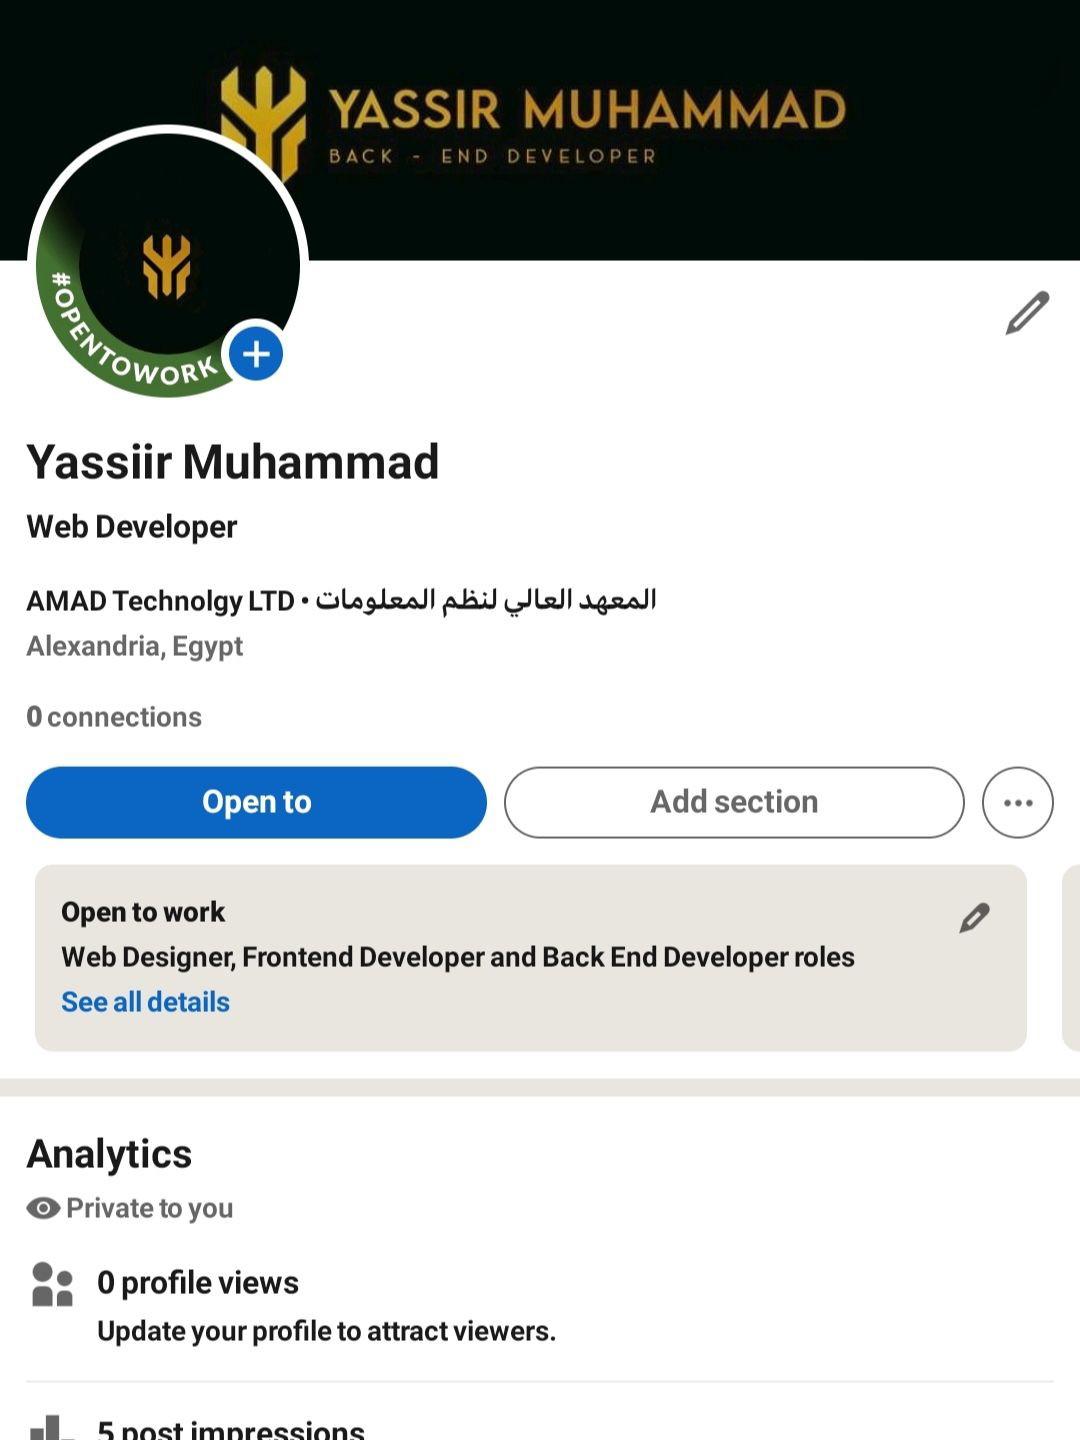 YASSIR MUHAMMAD
BACK - END DEVELOPER
#OPENTOWORK
Yassiir Muhammad
Web Developer
AMAD Technolgy LTD • المعهد العالي لنظم المعلومات
Alexandria, Egypt
0 connections
Open to
Add section
Open to work
Web Designer, Frontend Developer and Back End Developer roles
See all details
Analytics
Private to you
0 profile views
Update your profile to attract viewers.
5 post impressions